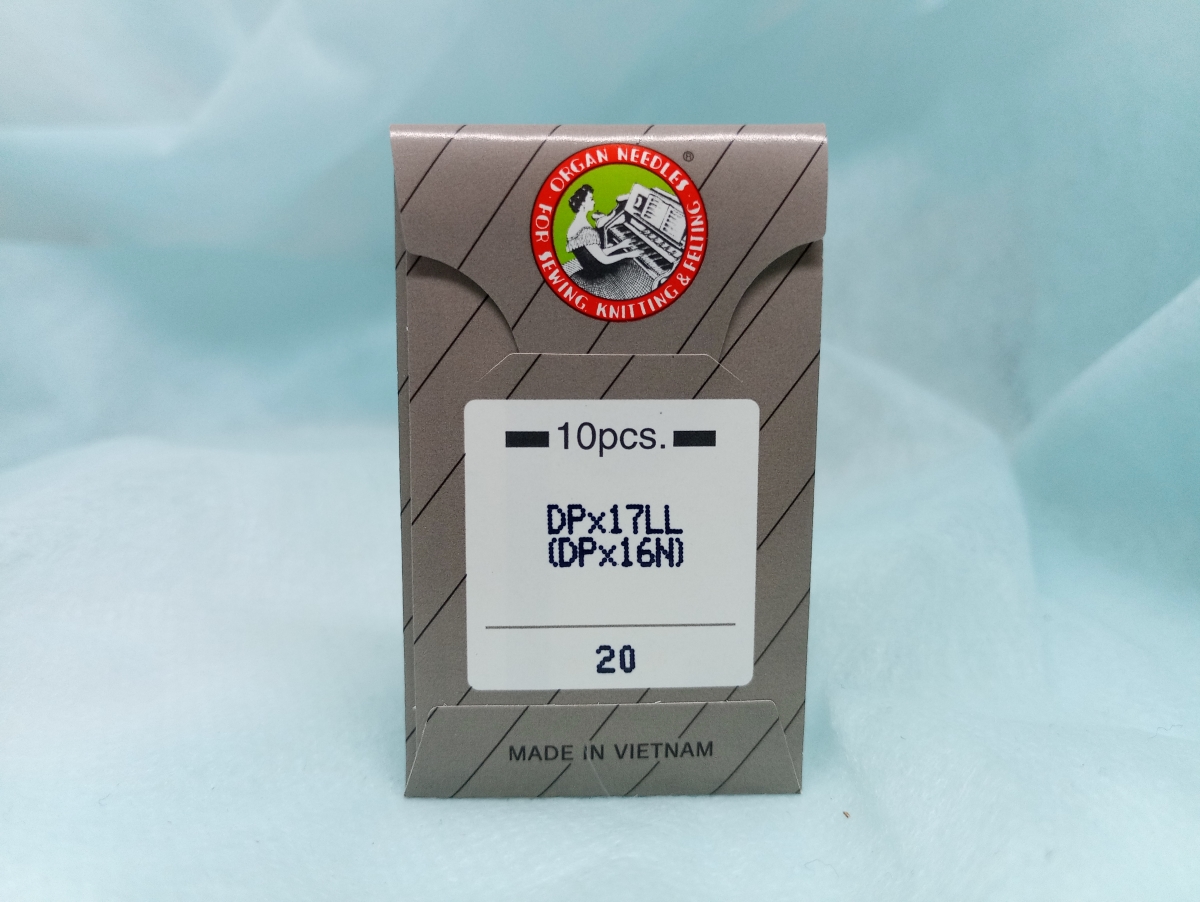 ORGAN NEEDLES ®
· FOR SEWING, KNITTING & FELTING ·
10pcs.
DPx17LL
(DPx16N)
20
MADE IN VIETNAM